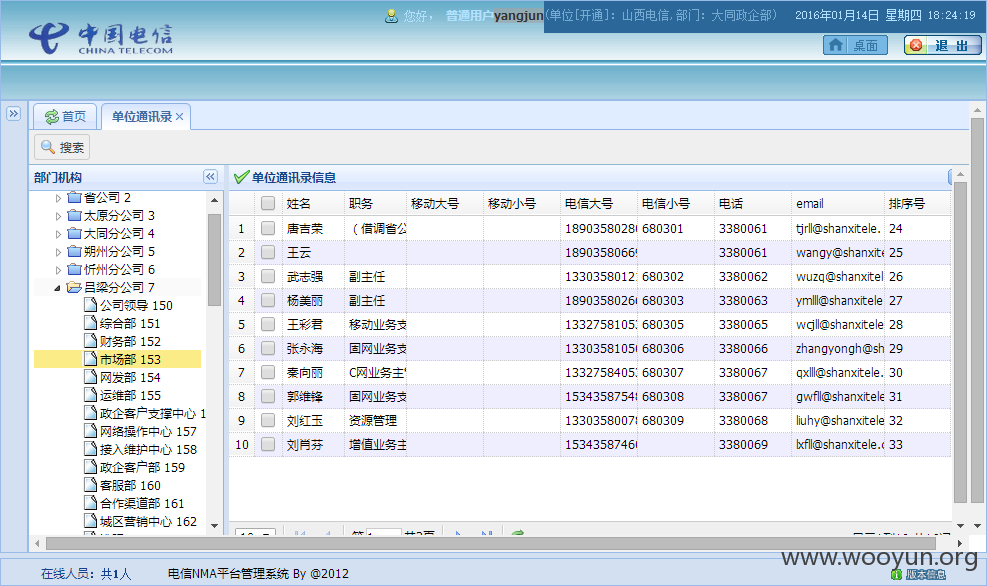 中国电信
CHINA TELECOM
您好， 普通用户yangjun(单位[开通]：山西电信,部门：大同政企部) 2016年01月14日 星期四 18:24:19
桌面 退 出
首页 单位通讯录
搜索
部门机构
省公司 2
太原分公司 3
大同分公司 4
朔州分公司 5
忻州分公司 6
吕梁分公司 7
公司领导 150
综合部 151
财务部 152
市场部 153
网发部 154
运维部 155
政企客户支撑中心 1
网络操作中心 157
接入维护中心 158
政企客户部 159
客服部 160
合作渠道部 161
城区营销中心 162
单位通讯录信息
姓名 职务 移动大号 移动小号 电信大号 电信小号 电话 email 排序号
1 唐吉荣 （借调省公 1890358028 680301 3380061 tjrll@shanxitele. 24
2 王云 1890358066 3380061 wangy@shanxite 25
3 武志强 副主任 1330358012 680302 3380062 wuzq@shanxitel 26
4 杨美丽 副主任 1890358026 680303 3380063 ymlll@shanxitele 27
5 王彩君 移动业务支 1332758105 680305 3380065 wcjll@shanxitele 28
6 张永海 国网业务支 1330358105 680306 3380066 zhangyongh@sh 29
7 秦向丽 C网业务主 1332758405 680307 3380067 qxlll@shanxitele. 30
8 郭维锋 国网业务支 1534358754 680308 3380067 gwfll@shanxitele 31
9 刘红玉 资源管理 1330358007 680309 3380068 liuhy@shanxitele 32
10 刘肖芬 增值业务主 1534358746 3380069 lxfll@shanxitele.c 33
www.wooyun.org
在线人员：共1人 电信NMA平台管理系统 By @2012 版本信息